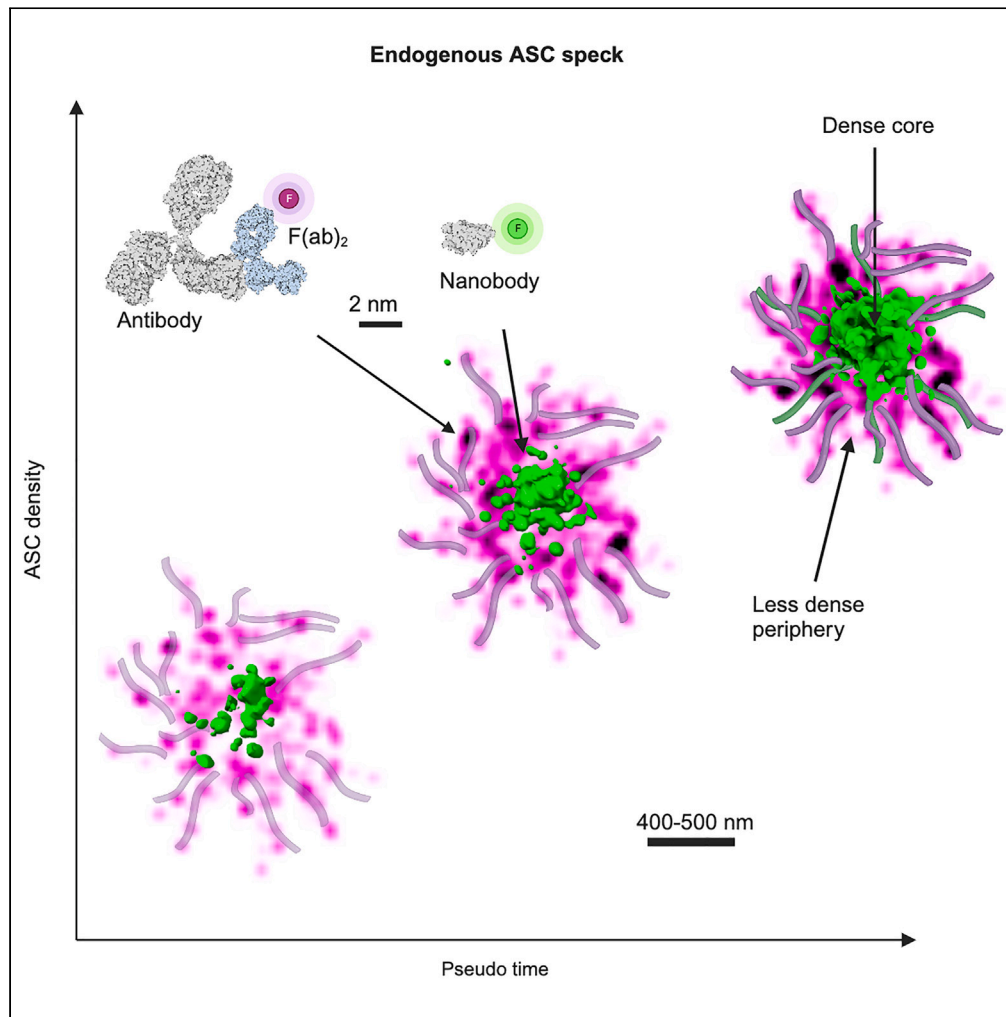 Endogenous ASC speck
Dense core
F
F
F(ab)₂
Nanobody
Antibody
2 nm
ASC density
Less dense
periphery
400-500 nm
Pseudo time